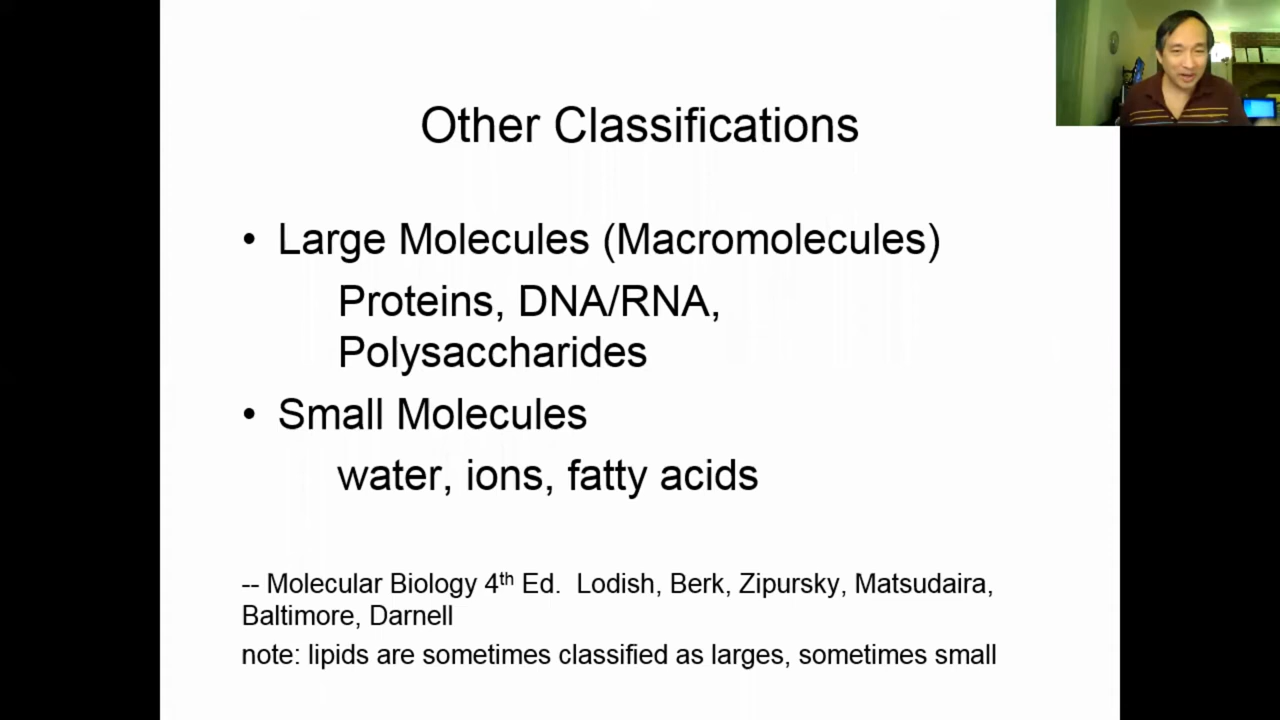 Other Classifications
• Large Molecules (Macromolecules)
Proteins, DNA/RNA,
Polysaccharides
• Small Molecules
water, ions, fatty acids
-- Molecular Biology 4th Ed. Lodish, Berk, Zipursky, Matsudaira,
Baltimore, Darnell
note: lipids are sometimes classified as larges, sometimes small